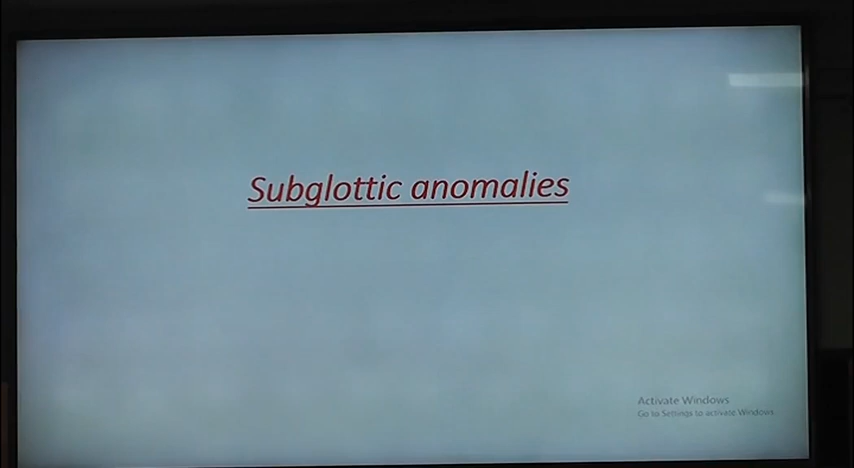 Subglottic anomalies
Activate Windows
Go to Settings to activate Windows